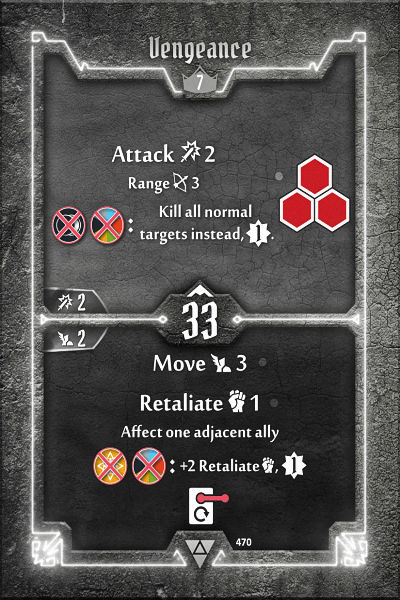 Vengeance
7
Attack 2
Range 3
: Kill all normal
targets instead, 1.
2
33
2
Move 3
Retaliate 1
Affect one adjacent ally
: +2 Retaliate, 1
470